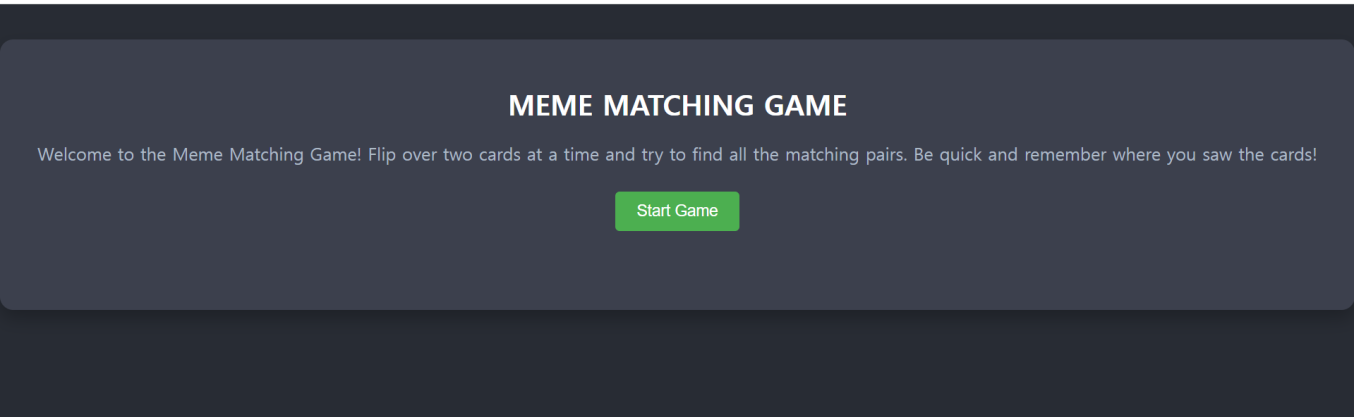 MEME MATCHING GAME
Welcome to the Meme Matching Game! Flip over two cards at a time and try to find all the matching pairs. Be quick and remember where you saw the cards!
Start Game